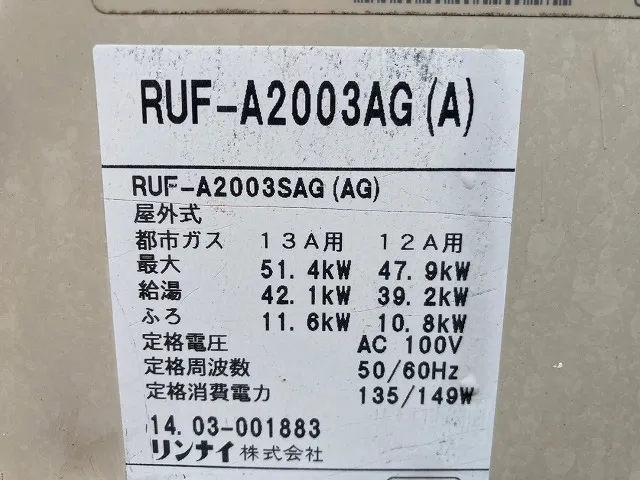 RUF-A2003AG(A)
RUF-A2003SAG(AG)
屋外式
都市ガス 13A用 12A用
最大 51.4kW 47.9kW
給湯 42.1kW 39.2kW
ふろ 11.6kW 10.8kW
定格電圧 AC 100V
定格周波数 50/60Hz
定格消費電力 135/149W
14.03-001883
リンナイ株式会社